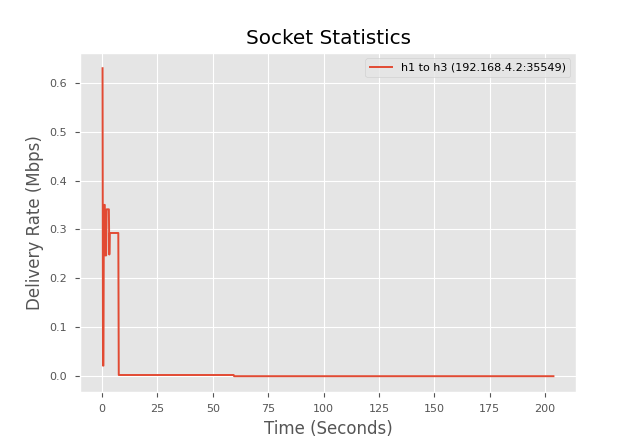 Socket Statistics
h1 to h3 (192.168.4.2:35549)
Delivery Rate (Mbps)
0.6
0.5
0.4
0.3
0.2
0.1
0.0
0 25 50 75 100 125 150 175 200
Time (Seconds)